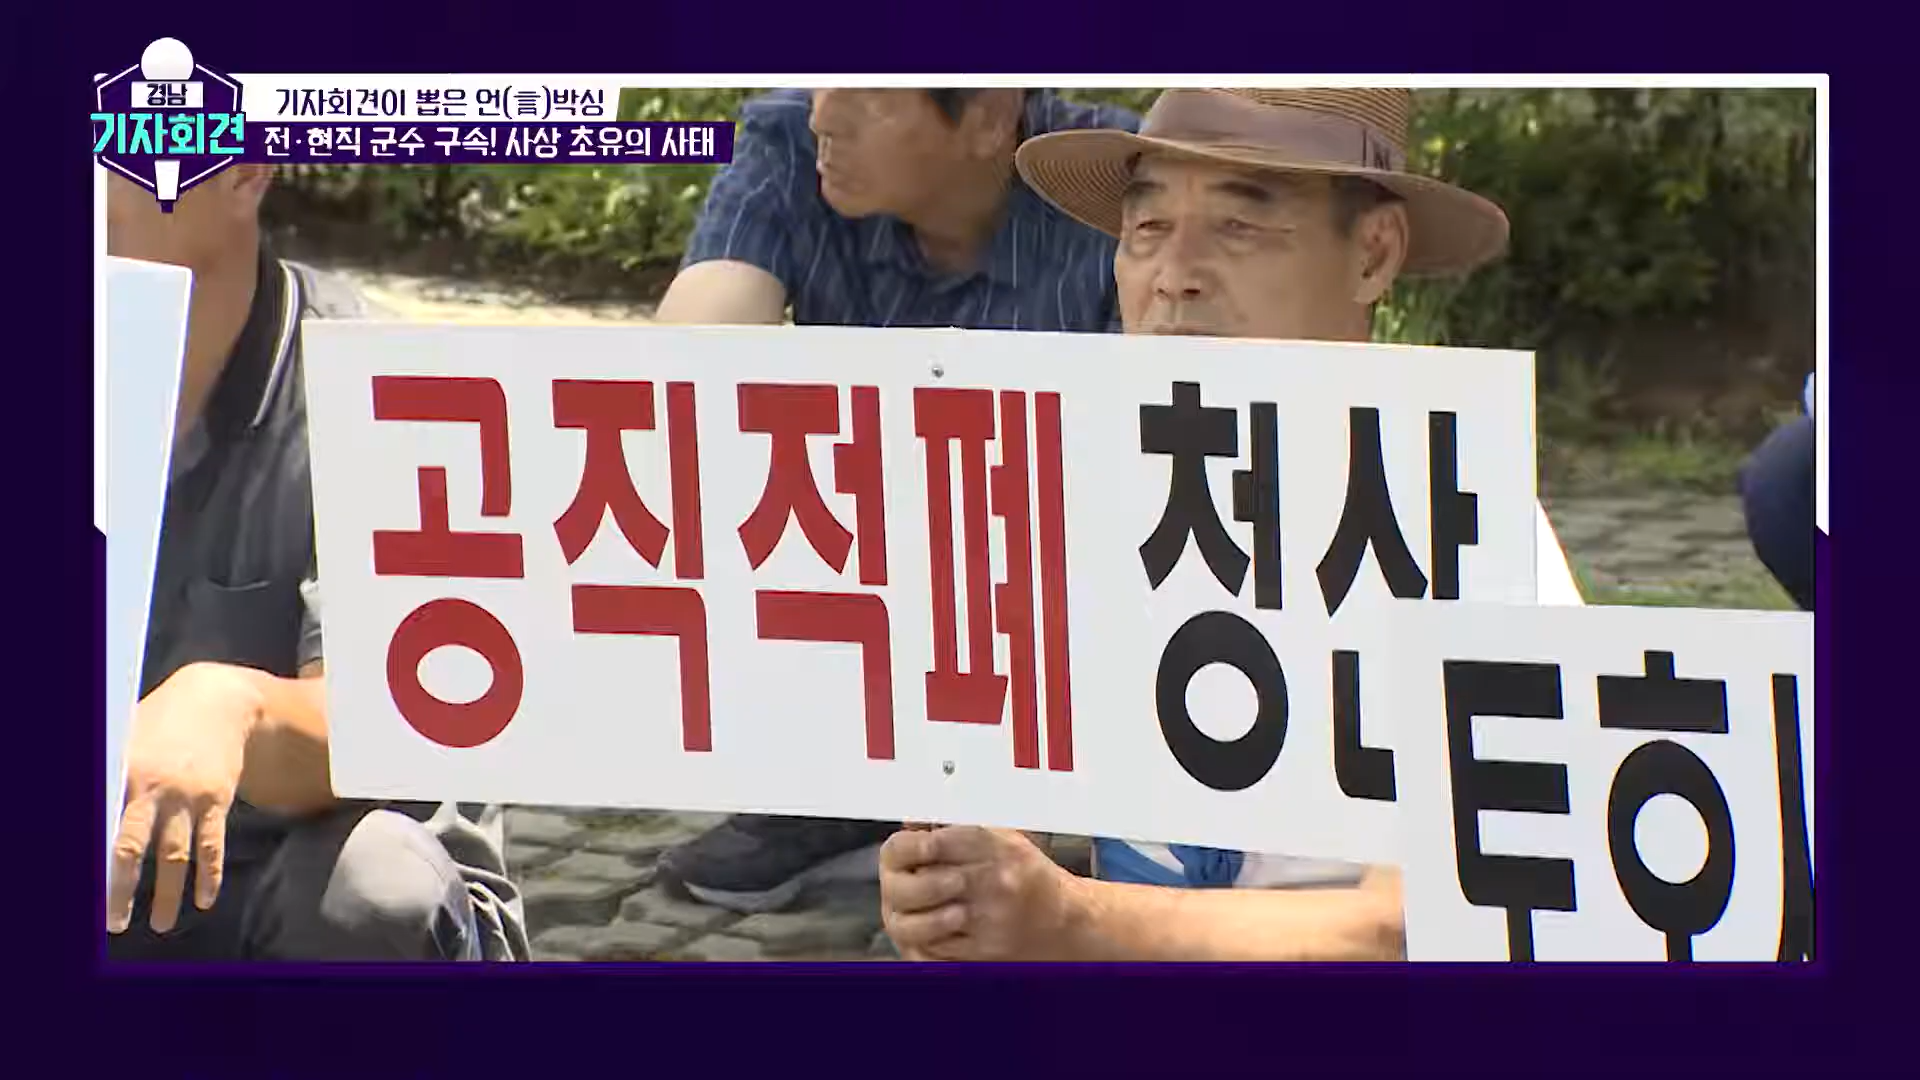 경남
기자회견
기자회견이 뽑은 언(言)박싱
전·현직 군수 구속! 사상 초유의 사태
공직적폐 청산